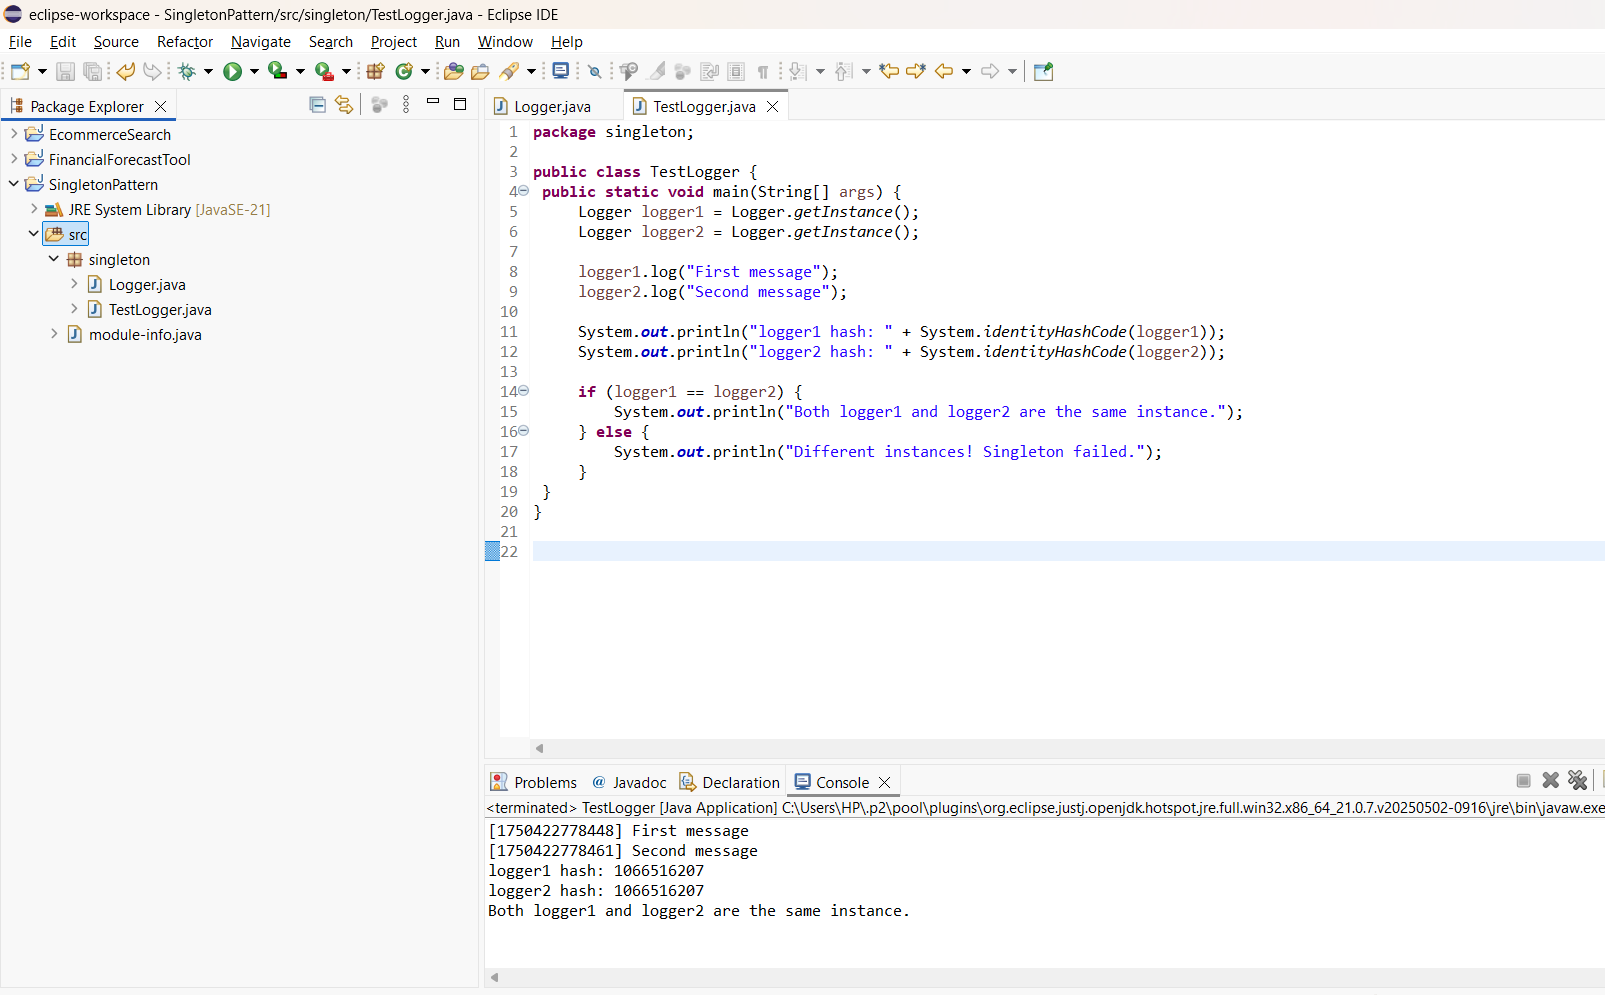 eclipse-workspace - SingletonPattern/src/singleton/TestLogger.java - Eclipse IDE
File Edit Source Refactor Navigate Search Project Run Window Help
Package Explorer
EcommerceSearch
FinancialForecastTool
SingletonPattern
JRE System Library [JavaSE-21]
src
singleton
Logger.java
TestLogger.java
module-info.java
Logger.java TestLogger.java
1 package singleton;
2
3 public class TestLogger {
4 public static void main(String[] args) {
5 Logger logger1 = Logger.getInstance();
6 Logger logger2 = Logger.getInstance();
7
8 logger1.log("First message");
9 logger2.log("Second message");
10
11 System.out.println("logger1 hash: " + System.identityHashCode(logger1));
12 System.out.println("logger2 hash: " + System.identityHashCode(logger2));
13
14 if (logger1 == logger2) {
15 System.out.println("Both logger1 and logger2 are the same instance.");
16 } else {
17 System.out.println("Different instances! Singleton failed.");
18 }
19 }
20 }
21
22
Problems Javadoc Declaration Console
<terminated> TestLogger [Java Application] C:\Users\HP\.p2\pool\plugins\org.eclipse.justj.openjdk.hotspot.jre.full.win32.x86_64_21.0.7.v20250502-0916\jre\bin\javaw.exe
[1750422778448] First message
[1750422778461] Second message
logger1 hash: 1066516207
logger2 hash: 1066516207
Both logger1 and logger2 are the same instance.